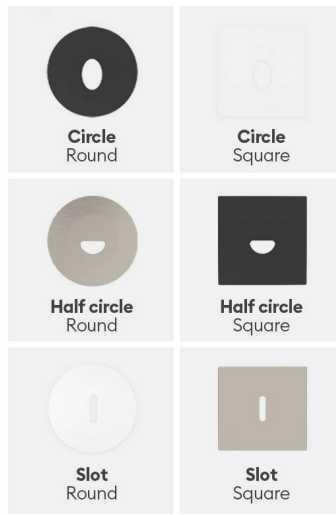 Circle
Round
Circle
Square
Half circle
Round
Half circle
Square
Slot
Round
Slot
Square